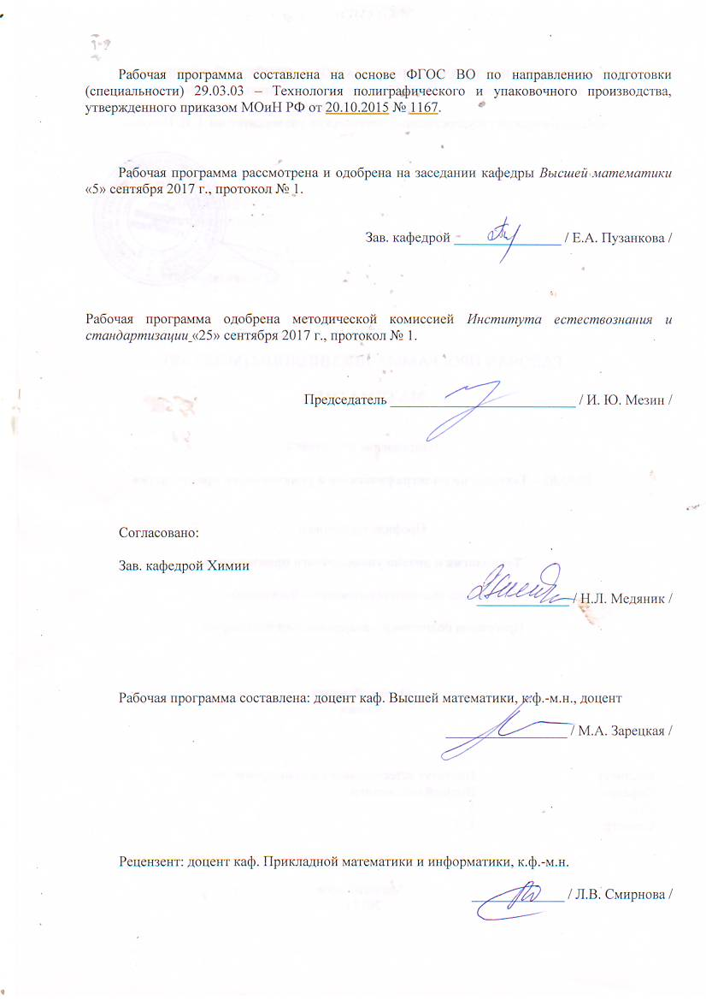 Рабочая программа составлена на основе ФГОС ВО по направлению подготовки
(специальности) 29.03.03 – Технология полиграфического и упаковочного производства,
утвержденного приказом МОиН РФ от 20.10.2015 № 1167.
Рабочая программа рассмотрена и одобрена на заседании кафедры Высшей математики
«5» сентября 2017 г., протокол № 1.
Зав. кафедрой ______________ / Е.А. Пузанкова /
Рабочая программа одобрена методической комиссией Института естествознания и
стандартизации «25» сентября 2017 г., протокол № 1.
Председатель ________________________ / И. Ю. Мезин /
Согласовано:
Зав. кафедрой Химии
____________ / Н.Л. Медяник /
Рабочая программа составлена: доцент каф. Высшей математики, к.ф.-м.н., доцент
________________ / М.А. Зарецкая /
Рецензент: доцент каф. Прикладной математики и информатики, к.ф.-м.н.
____________ / Л.В. Смирнова /